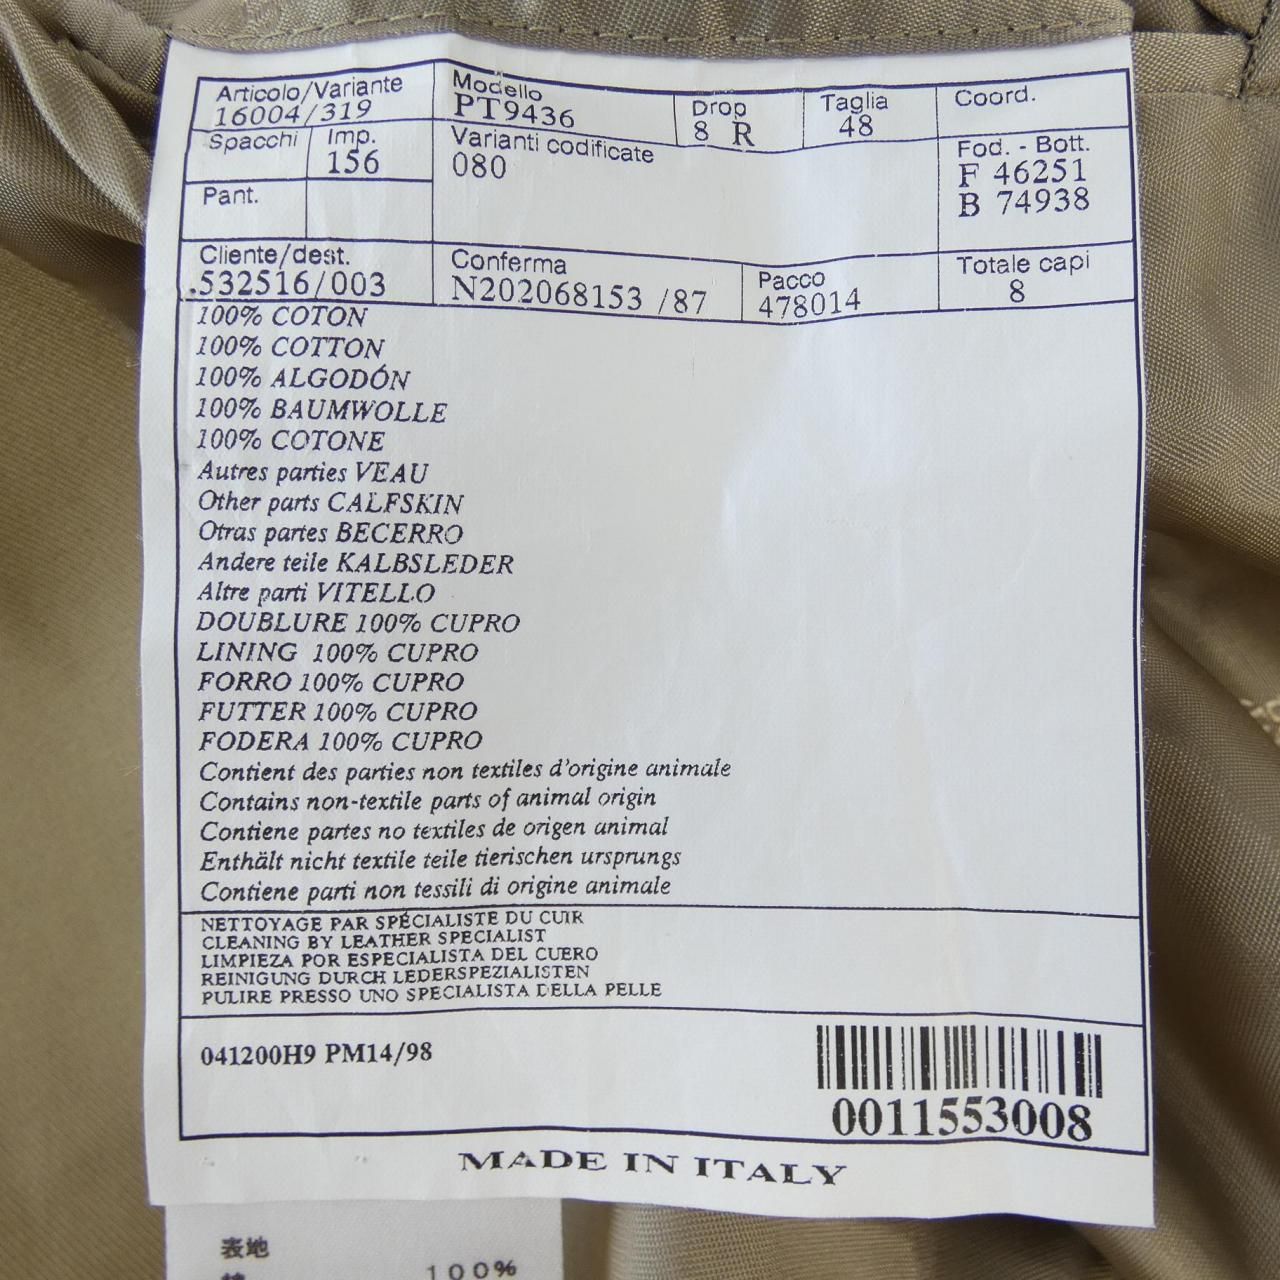 Articolo/Variante
16004/319
Modello
PT9436
Drop
8 R
Taglia
48
Coord.
Spacchi
Imp.
156
Varianti codificate
080
Fod. - Bott.
F 46251
B 74938
Pant.
Cliente/dest.
.532516/003
Conferma
N202068153 /87
Pacco
478014
Totale capi
8
100% COTON
100% COTTON
100% ALGODÓN
100% BAUMWOLLE
100% COTONE
Autres parties VEAU
Other parts CALFSKIN
Otras partes BECERRO
Andere teile KALBSLEDER
Altre parti VITELLO
DOUBLURE 100% CUPRO
LINING 100% CUPRO
FORRO 100% CUPRO
FUTTER 100% CUPRO
FODERA 100% CUPRO
Contient des parties non textiles d'origine animale
Contains non-textile parts of animal origin
Contiene partes no textiles de origen animal
Enthält nicht textile teile tierischen ursprungs
Contiene parti non tessili di origine animale
NETTOYAGE PAR SPÉCIALISTE DU CUIR
CLEANING BY LEATHER SPECIALIST
LIMPIEZA POR ESPECIALISTA DEL CUERO
REINIGUNG DURCH LEDERSPEZIALISTEN
PULIRE PRESSO UNO SPECIALISTA DELLA PELLE
041200H9 PM14/98
0011553008
MADE IN ITALY
表地
100%